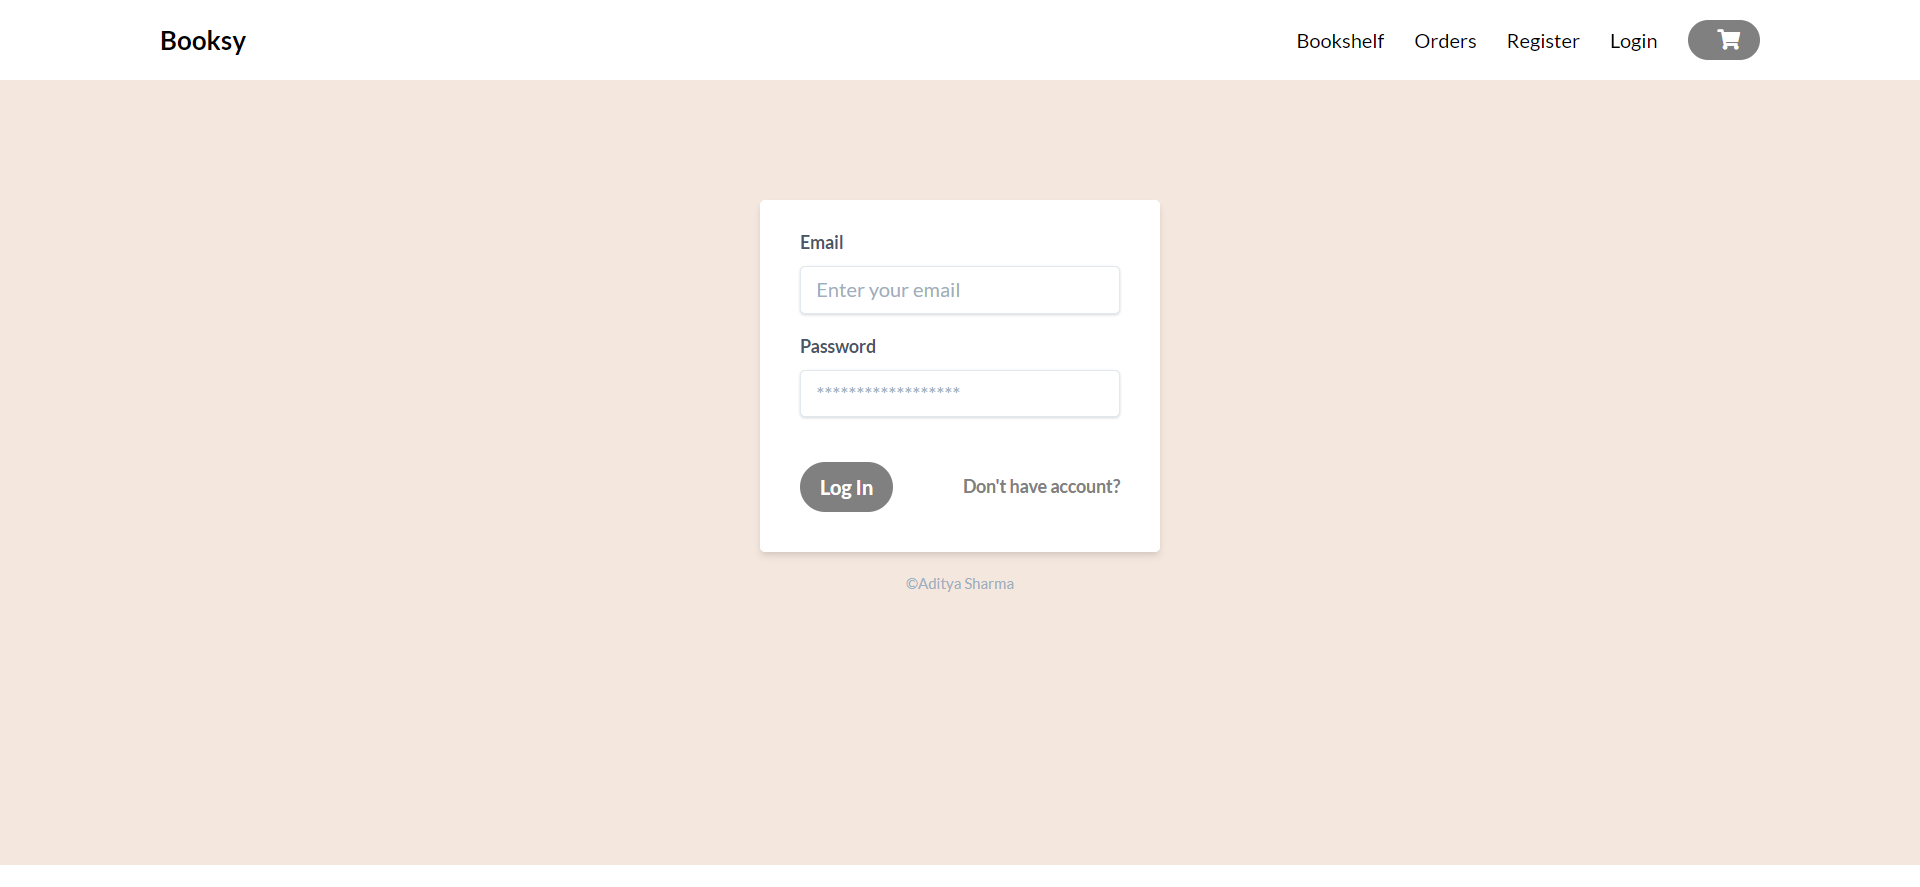 Booksy
Bookshelf Orders Register Login
Email
Enter your email
Password
******************
Log In Don't have account?
©Aditya Sharma